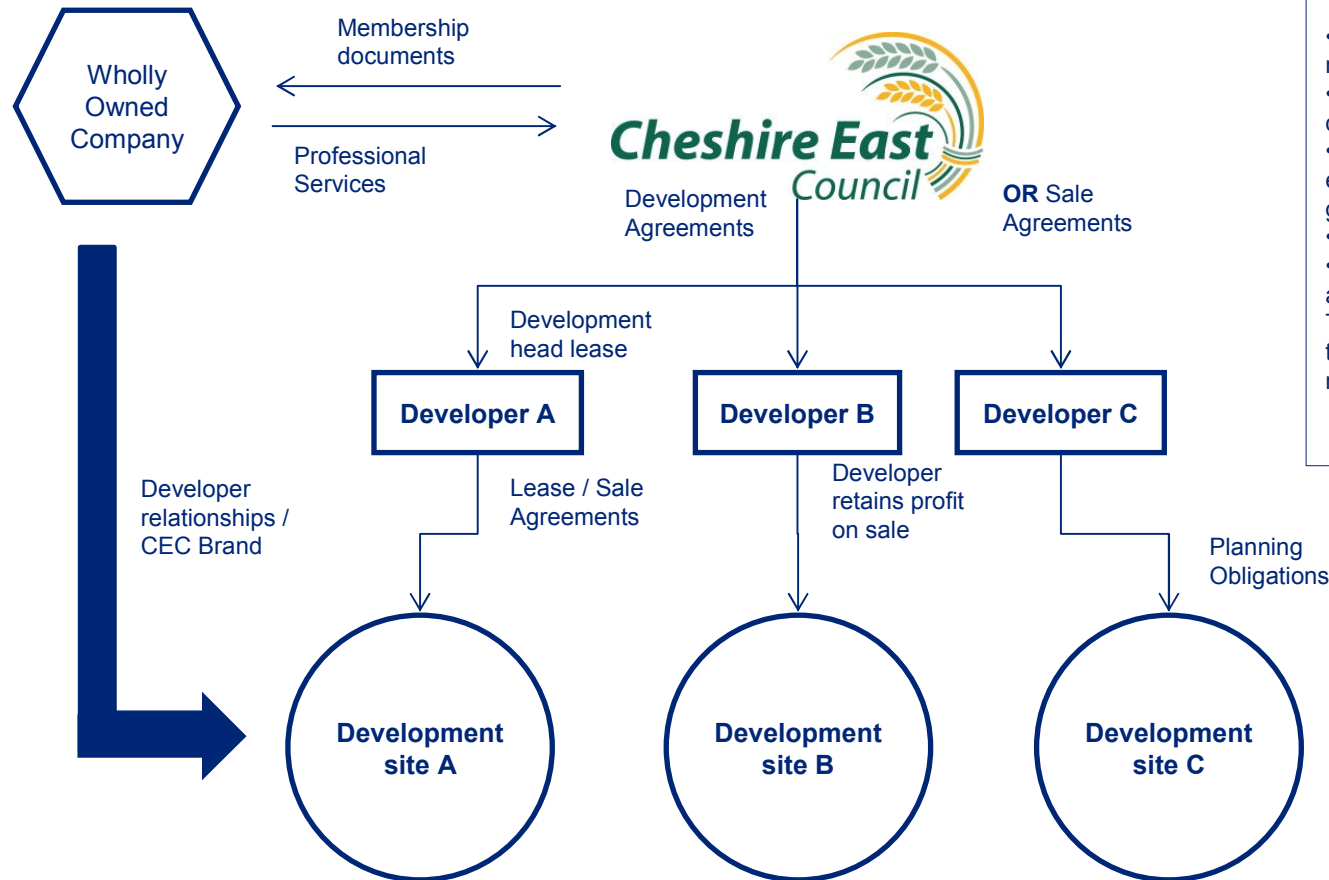 Membership
documents
Wholly
Owned
Company
Professional
Services
Cheshire East
Council
Development
Agreements
OR Sale
Agreements
Development
head lease
Developer A
Developer B
Developer C
Lease / Sale
Agreements
Developer
retains profit
on sale
Developer
relationships /
CEC Brand
Planning
Obligations
Development
site A
Development
site B
Development
site C